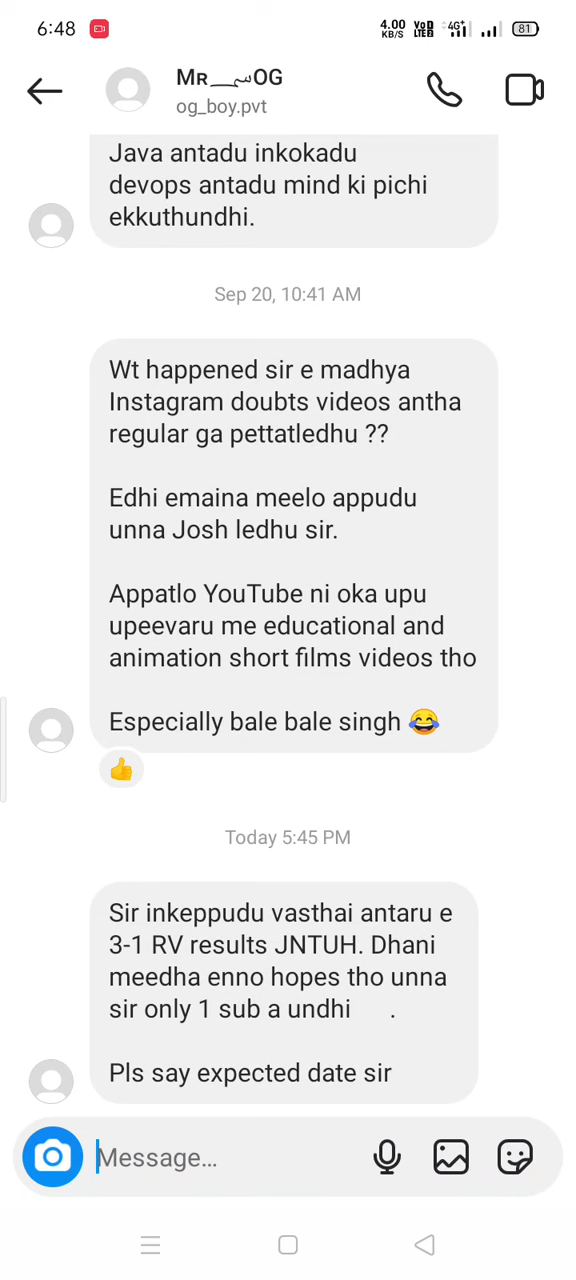 6:48
4.00 KB/S VoD LTE2 4G+ 81
MR؁OG
og_boy.pvt
Java antadu inkokadu
devops antadu mind ki pichi
ekkuthundhi.
Sep 20, 10:41 AM
Wt happened sir e madhya
Instagram doubts videos antha
regular ga pettatledhu ??
Edhi emaina meelo appudu
unna Josh ledhu sir.
Appatlo YouTube ni oka upu
upeevaru me educational and
animation short films videos tho
Especially bale bale singh 😂
👍
Today 5:45 PM
Sir inkeppudu vasthai antaru e
3-1 RV results JNTUH. Dhani
meedha enno hopes tho unna
sir only 1 sub a undhi .
Pls say expected date sir
Message...